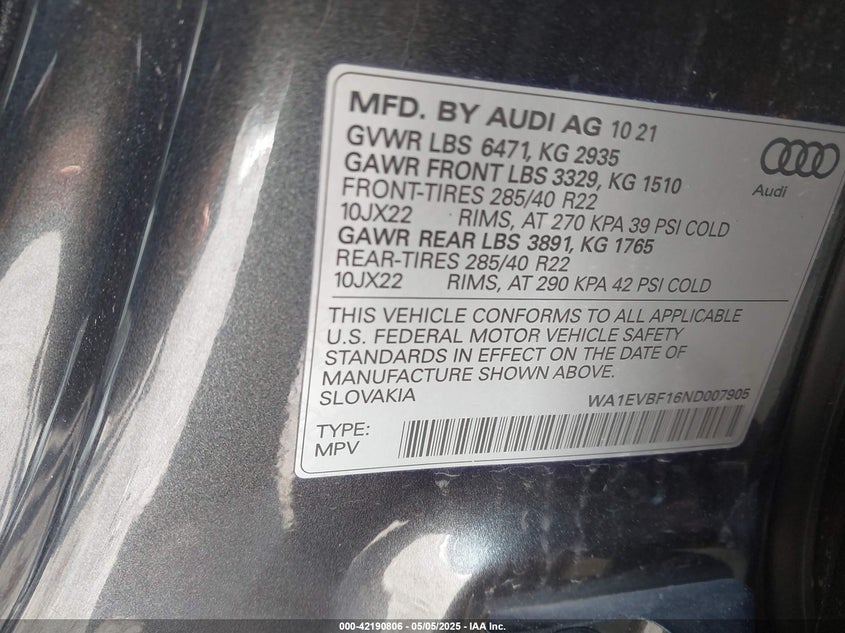 MFD. BY AUDI AG 10 21
GVWR LBS 6471, KG 2935
GAWR FRONT LBS 3329, KG 1510
FRONT-TIRES 285/40 R22
10JX22 RIMS, AT 270 KPA 39 PSI COLD
GAWR REAR LBS 3891, KG 1765
REAR-TIRES 285/40 R22
10JX22 RIMS, AT 290 KPA 42 PSI COLD
Audi
THIS VEHICLE CONFORMS TO ALL APPLICABLE
U.S. FEDERAL MOTOR VEHICLE SAFETY
STANDARDS IN EFFECT ON THE DATE OF
MANUFACTURE SHOWN ABOVE.
SLOVAKIA WA1EVBF16ND007905
TYPE:
MPV
000-42190806 - 05/05/2025 - IAA Inc.